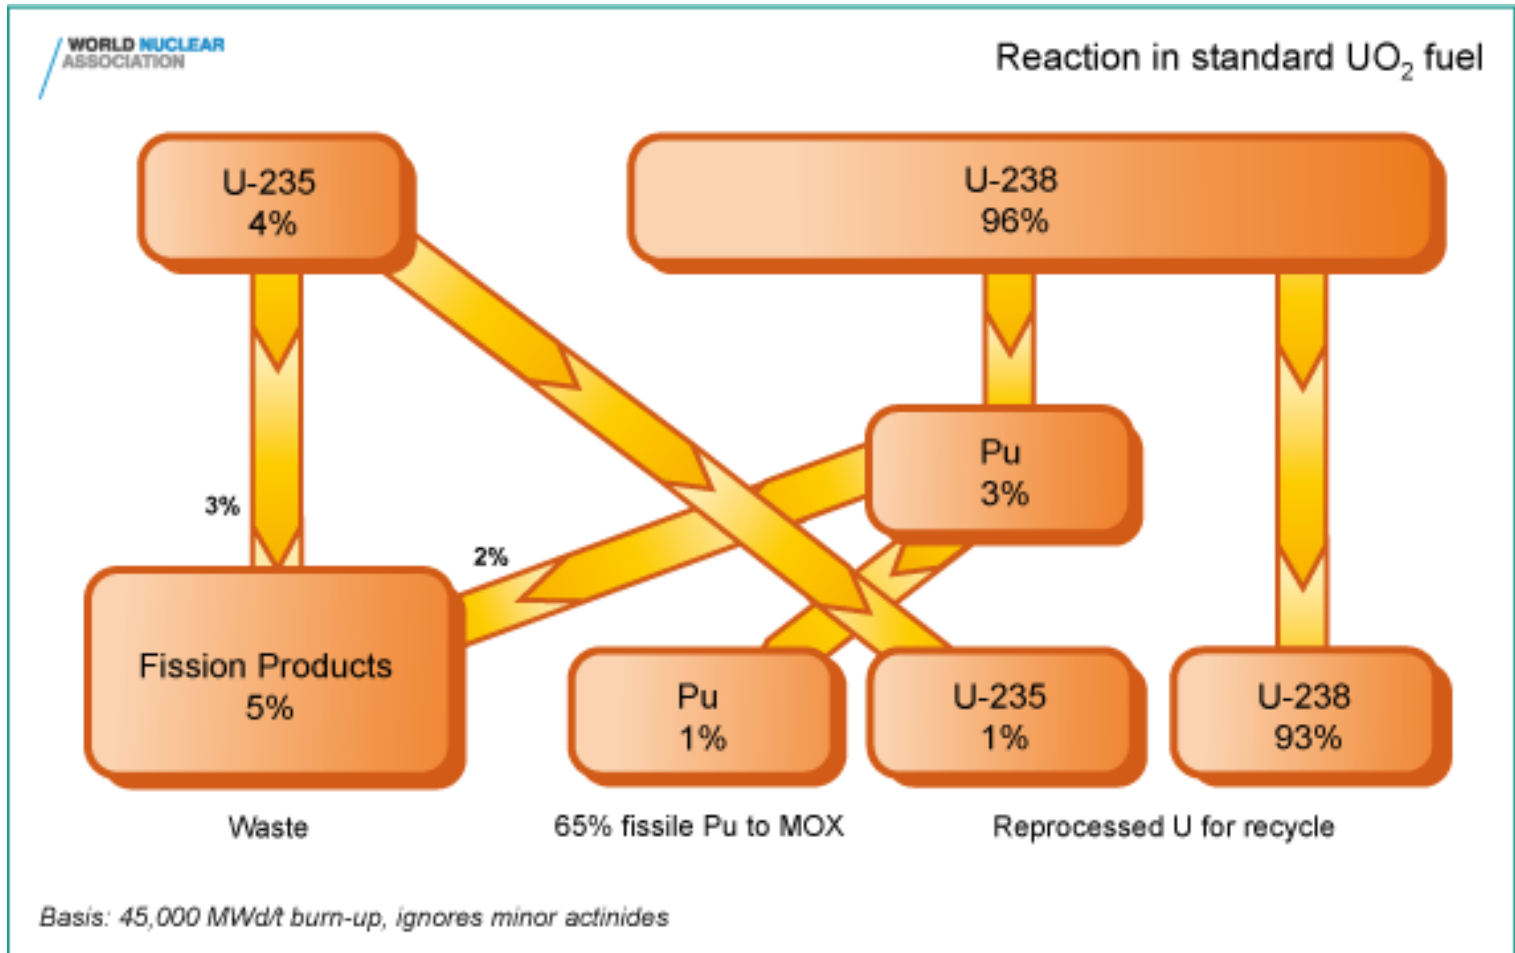 WORLD NUCLEAR
ASSOCIATION
Reaction in standard UO₂ fuel
U-235
4%
U-238
96%
Pu
3%
3%
2%
Fission Products
5%
Pu
1%
U-235
1%
U-238
93%
Waste
65% fissile Pu to MOX
Reprocessed U for recycle
Basis: 45,000 MWd/t burn-up, ignores minor actinides